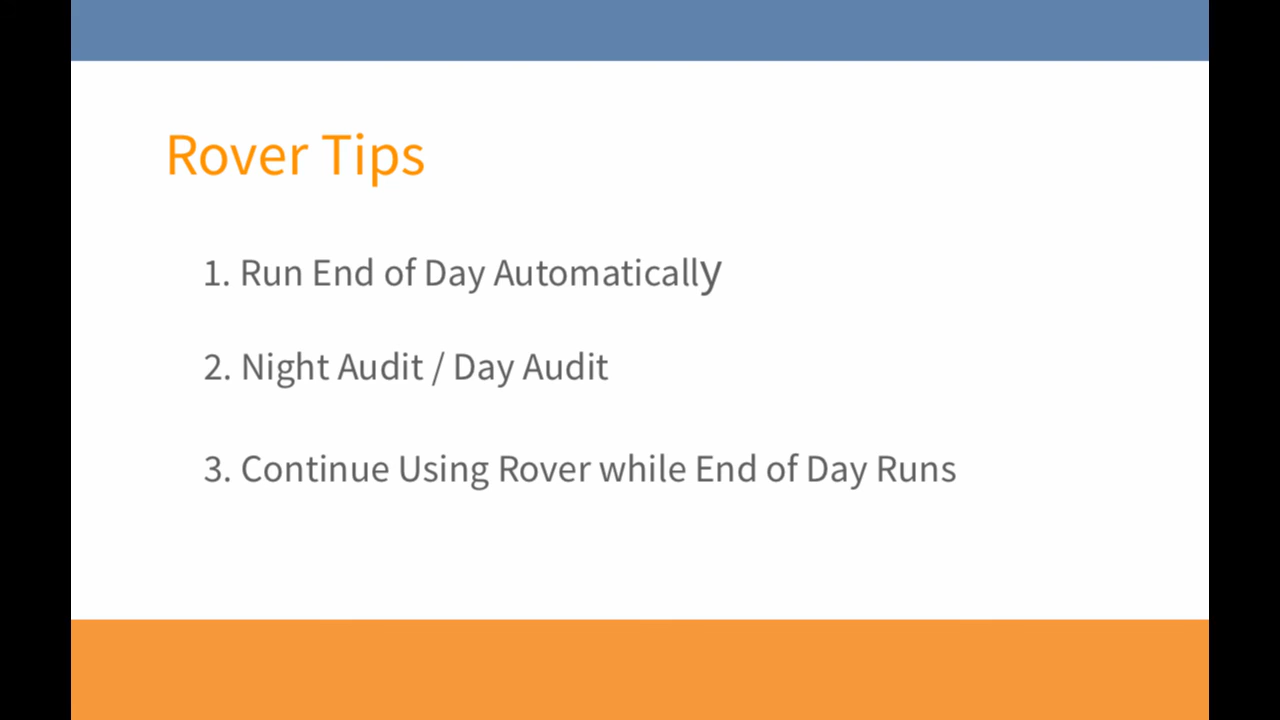 Rover Tips
1. Run End of Day Automatically
2. Night Audit / Day Audit
3. Continue Using Rover while End of Day Runs